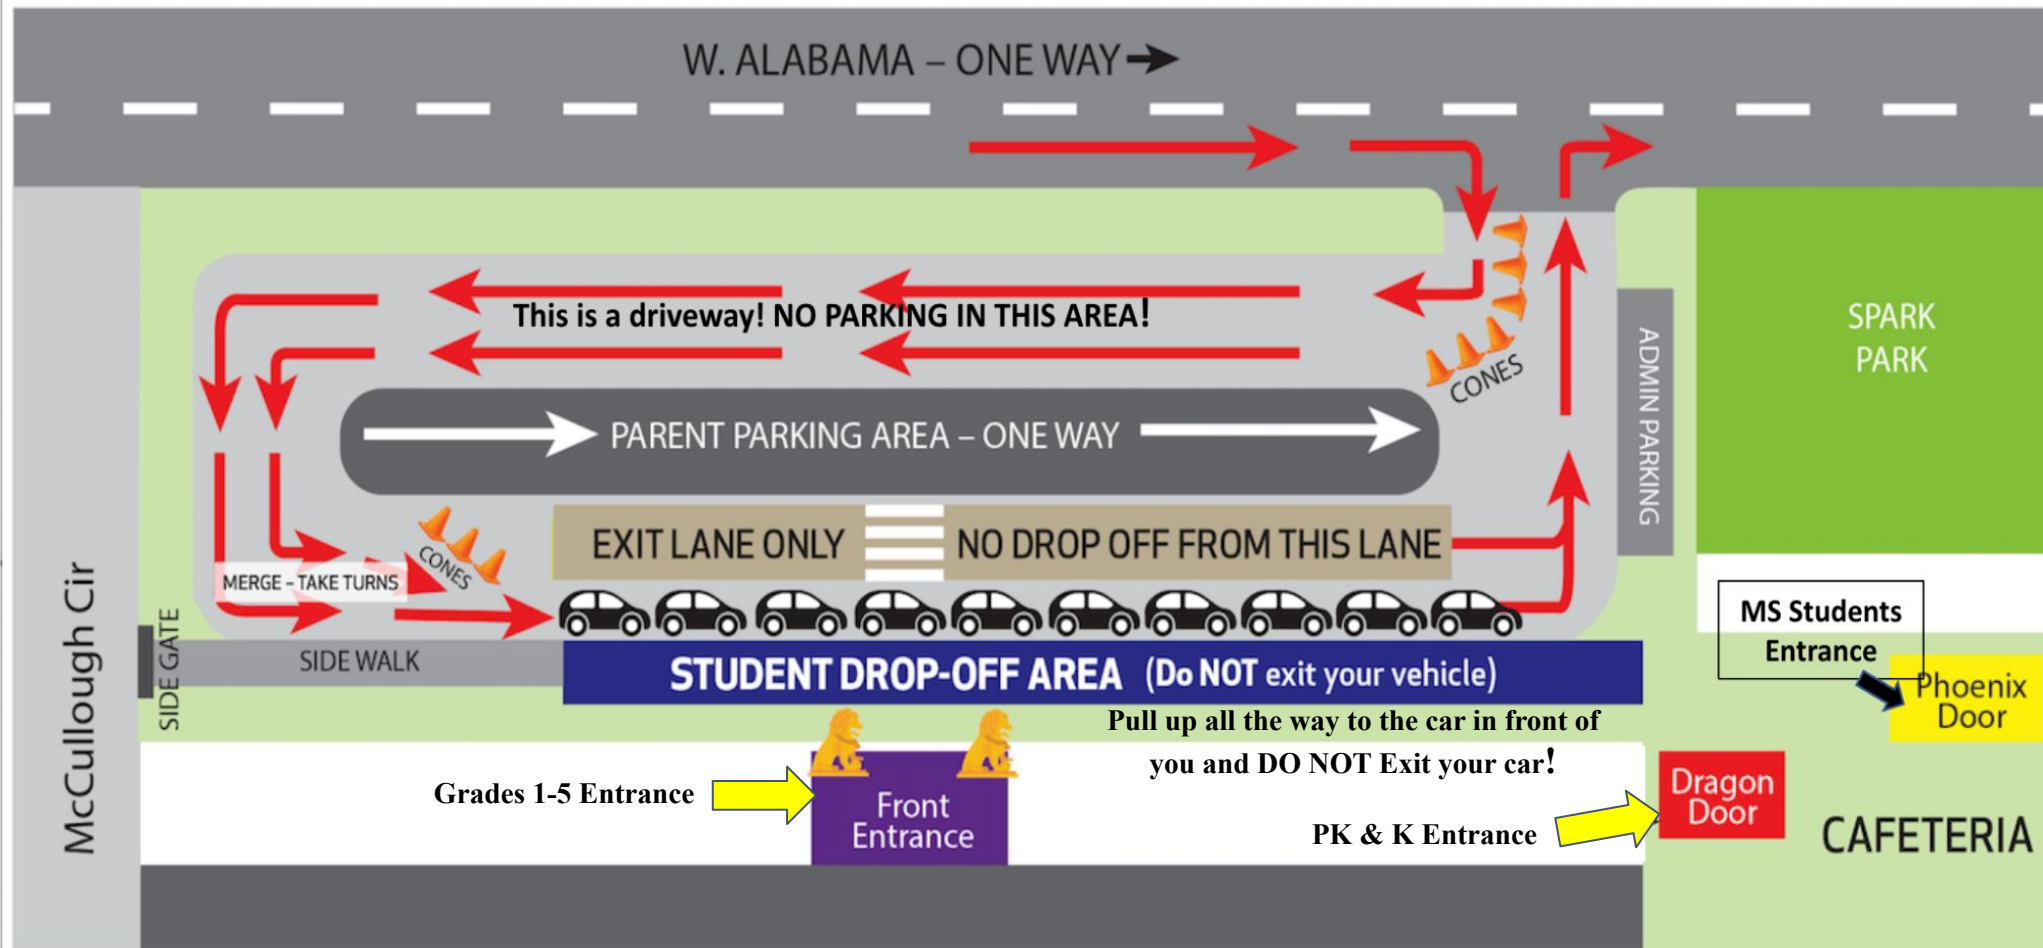 W. ALABAMA – ONE WAY
This is a driveway! NO PARKING IN THIS AREA!
CONES
SPARK
PARK
ADMIN PARKING
PARENT PARKING AREA – ONE WAY
EXIT LANE ONLY
NO DROP OFF FROM THIS LANE
CONES
MERGE – TAKE TURNS
McCullough Cir
SIDE GATE
SIDE WALK
STUDENT DROP-OFF AREA (Do NOT exit your vehicle)
MS Students
Entrance
Phoenix
Door
Pull up all the way to the car in front of
you and DO NOT Exit your car!
Grades 1-5 Entrance
Front
Entrance
PK & K Entrance
Dragon
Door
CAFETERIA